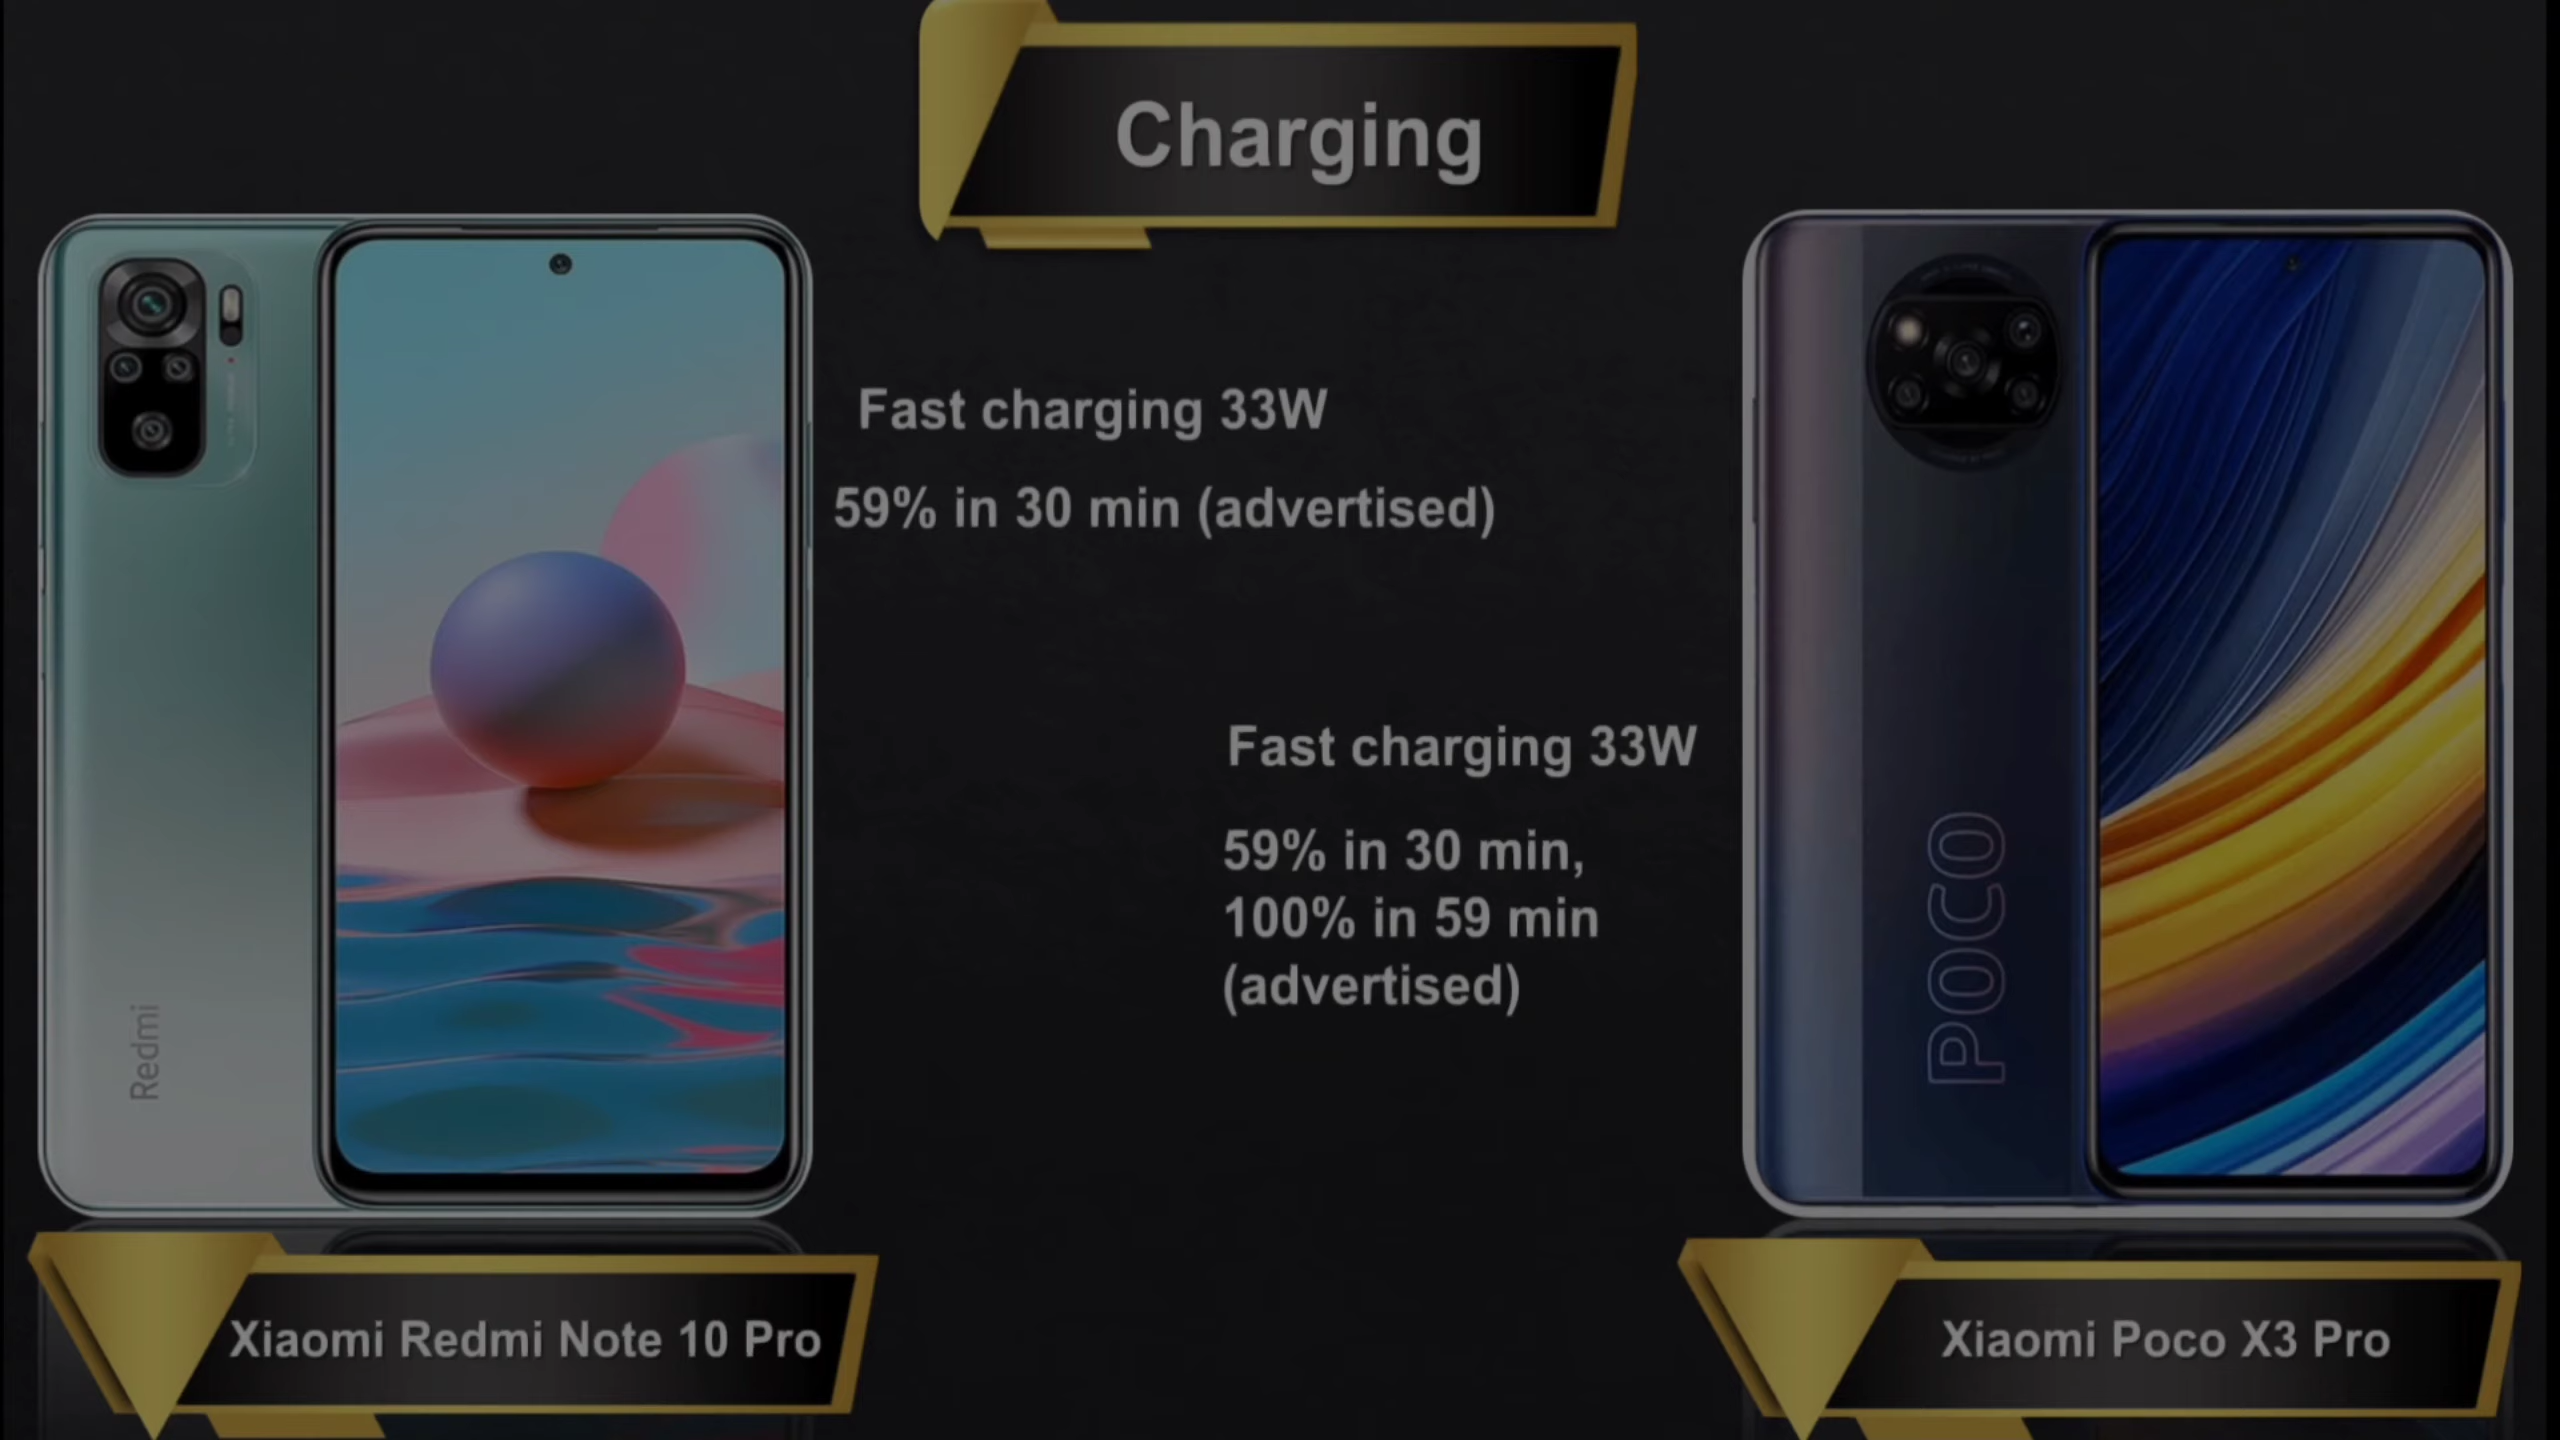 Charging
Fast charging 33W
59% in 30 min (advertised)
Fast charging 33W
59% in 30 min,
100% in 59 min
(advertised)
Redmi
POCO
Xiaomi Redmi Note 10 Pro
Xiaomi Poco X3 Pro